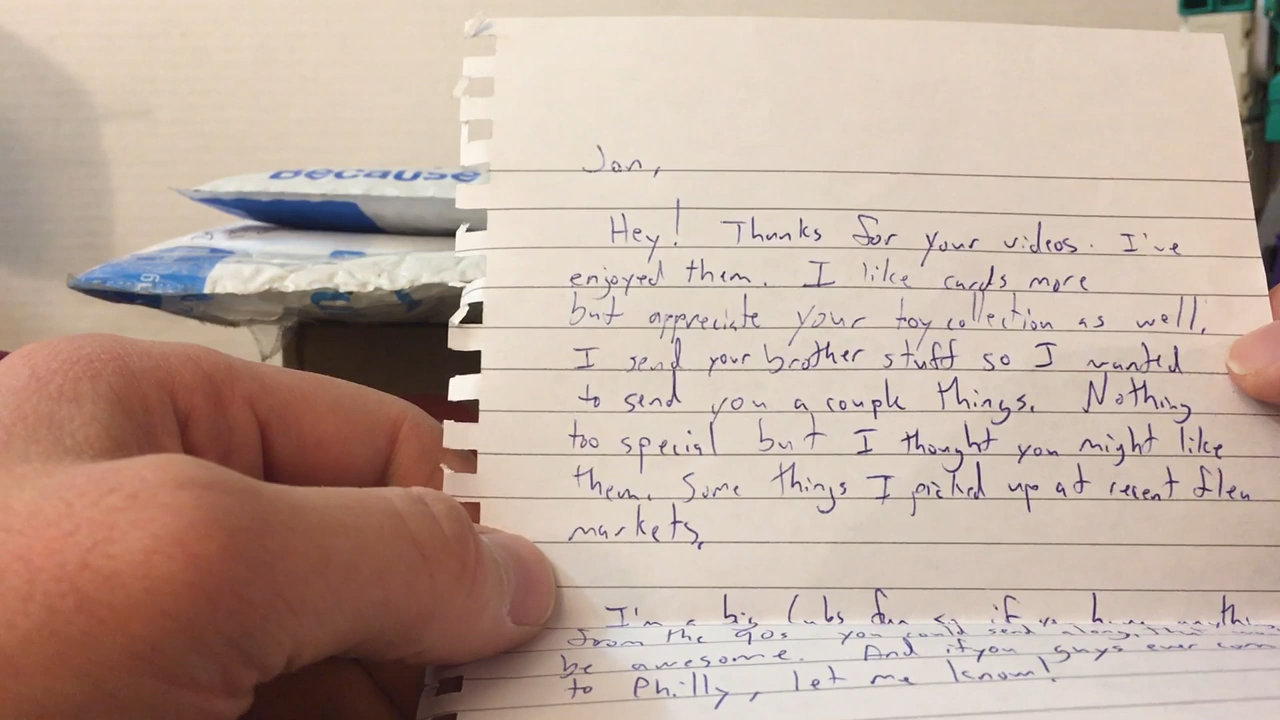 Because
Jon,
Hey! Thanks for your videos. I've
enjoyed them. I like cards more
but appreciate your toy collection as well.
I send your brother stuff so I wanted
to send you a couple things. Nothing
too special but I thought you might like
them. Some things I picked up at recent flea
markets.
I'm a big Cubs fan so if
from the 90s you could send along, that
be awesome. And if you guys ever com
to Philly, let me know!